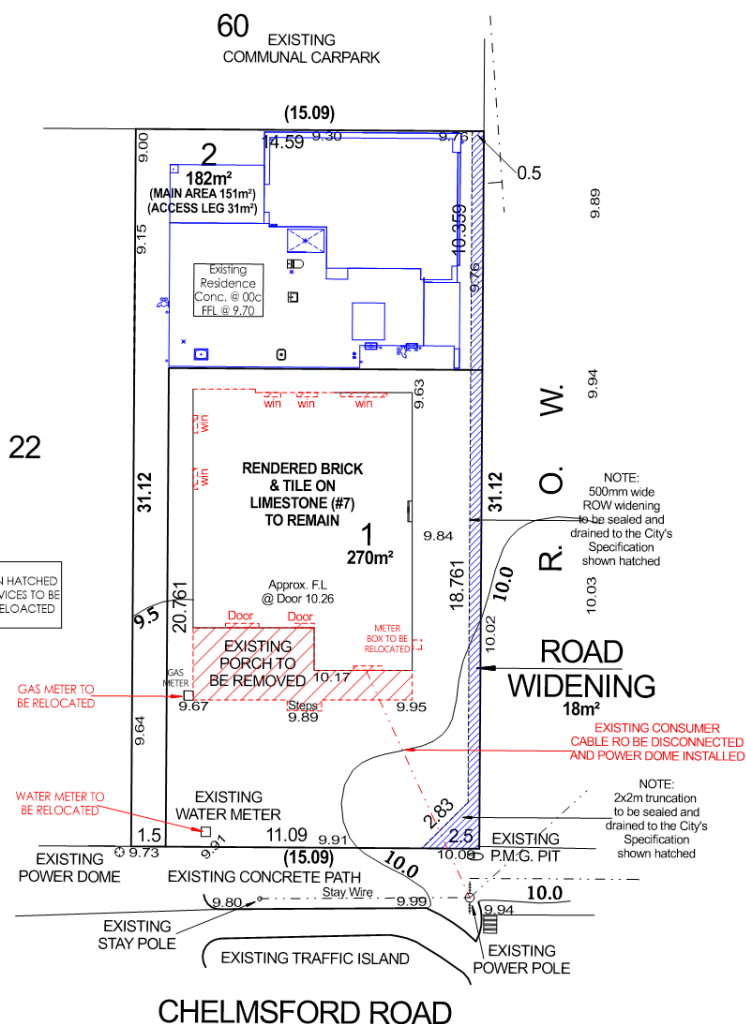 60
EXISTING
COMMUNAL CARPARK
(15.09)
9.00
14.59
9.30
9.76
0.5
2
182m²
(MAIN AREA 151m²)
(ACCESS LEG 31m²)
9.15
10.359
9.76
9.89
Existing
Residence
Conc. @ 00c
FFL @ 9.70
9.63
9.94
win
win
win
win
win
22
31.12
RENDERED BRICK
& TILE ON
LIMESTONE (#7)
TO REMAIN
1
270m²
9.84
31.12
R. O. W.
NOTE:
500mm wide
ROW widening
to be sealed and
drained to the City's
Specification
shown hatched
N HATCHED
VICES TO BE
ELOACTED
9.5
20.761
Approx. F.L
@ Door 10.26
18.761
10.0
10.03
10.02
Door
Door
METER
BOX TO BE
RELOCATED
EXISTING
PORCH TO
BE REMOVED
10.17
GAS
METER
GAS METER TO
BE RELOCATED
9.67
Steps
9.89
9.95
ROAD
WIDENING
18m²
9.64
EXISTING CONSUMER
CABLE RO BE DISCONNECTED
AND POWER DOME INSTALLED
WATER METER TO
BE RELOCATED
EXISTING
WATER METER
2.83
NOTE:
2x2m truncation
to be sealed and
drained to the City's
Specification
shown hatched
1.5
9.91
11.09
9.91
2.5
10.06
EXISTING
P.M.G. PIT
EXISTING
POWER DOME
9.73
(15.09)
10.0
EXISTING CONCRETE PATH
Stay Wire
9.80
9.99
10.0
9.94
EXISTING
STAY POLE
EXISTING TRAFFIC ISLAND
EXISTING
POWER POLE
CHELMSFORD ROAD